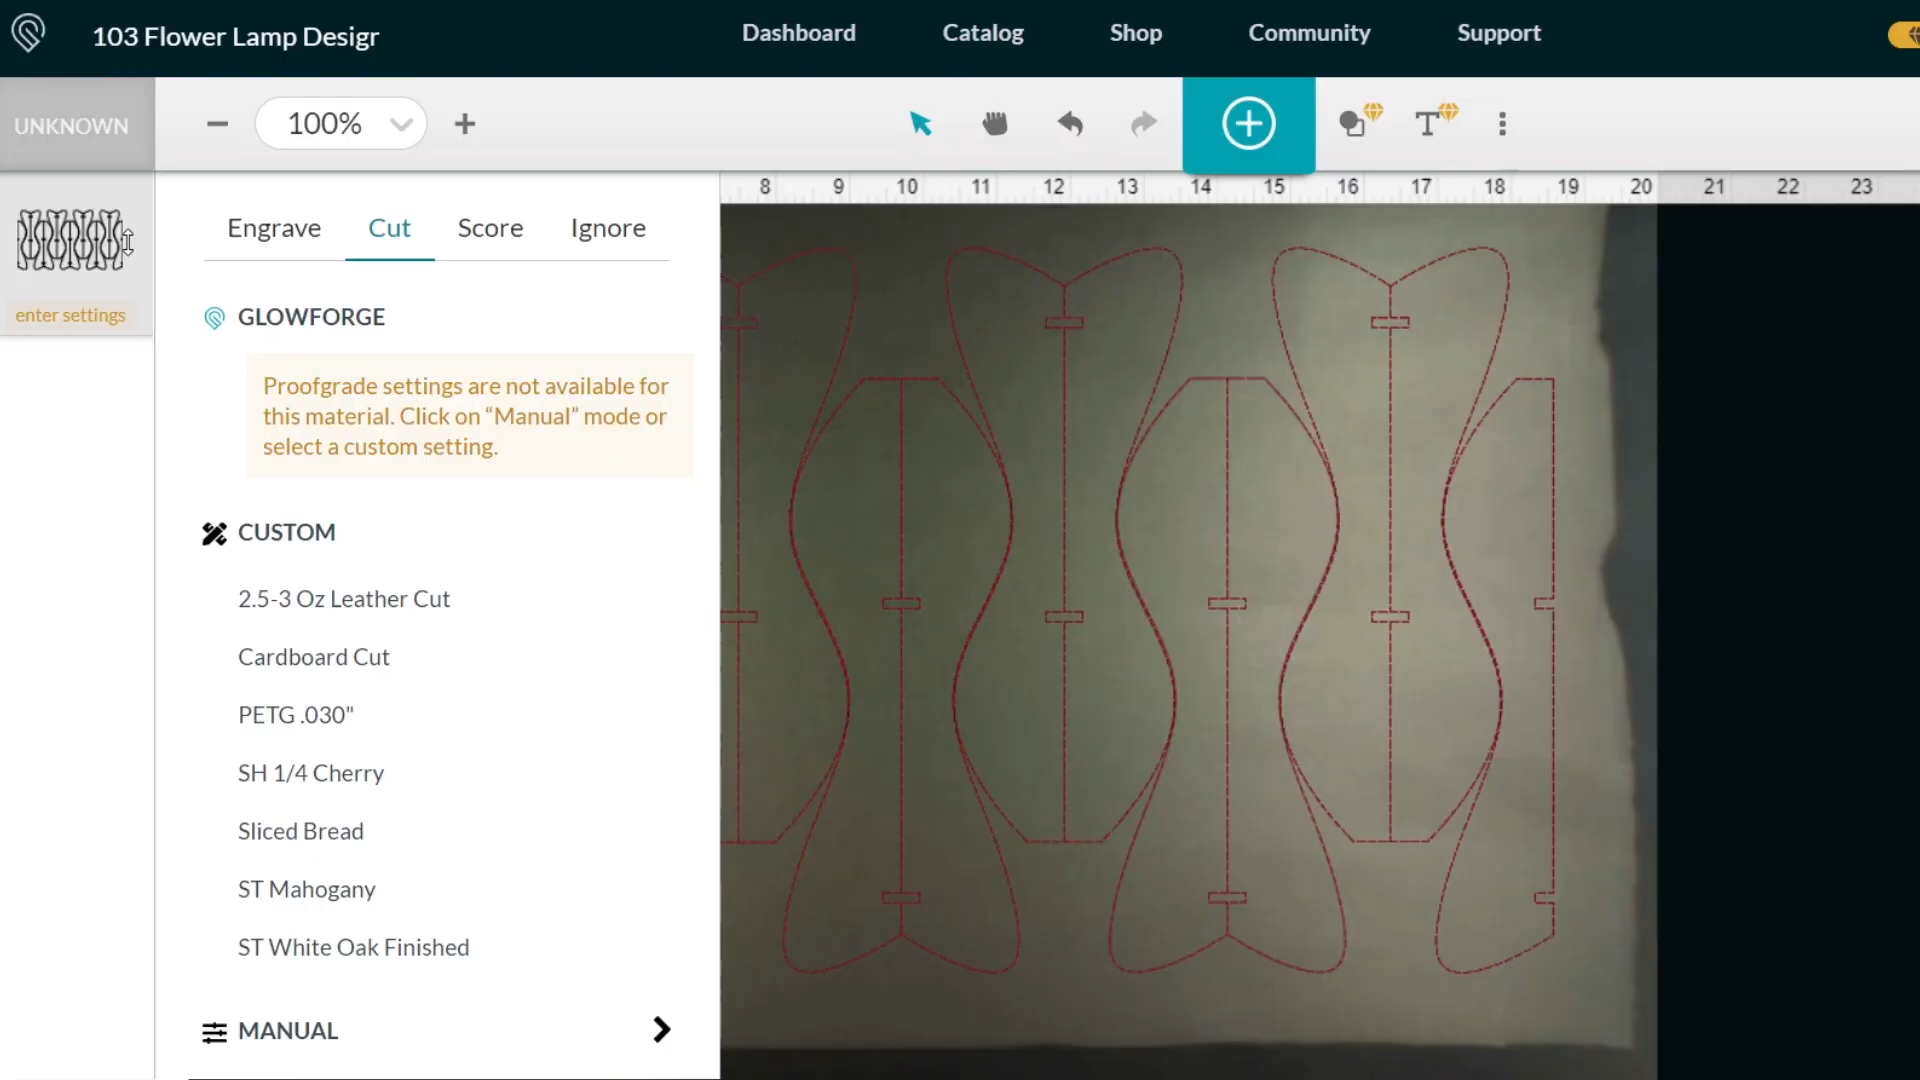 103 Flower Lamp Desigr
Dashboard
Catalog
Shop
Community
Support
UNKNOWN
100%
8 9 10 11 12 13 14 15 16 17 18 19 20 21 22 23
enter settings
Engrave
Cut
Score
Ignore
GLOWFORGE
Proofgrade settings are not available for
this material. Click on “Manual” mode or
select a custom setting.
CUSTOM
2.5-3 Oz Leather Cut
Cardboard Cut
PETG .030"
SH 1/4 Cherry
Sliced Bread
ST Mahogany
ST White Oak Finished
MANUAL